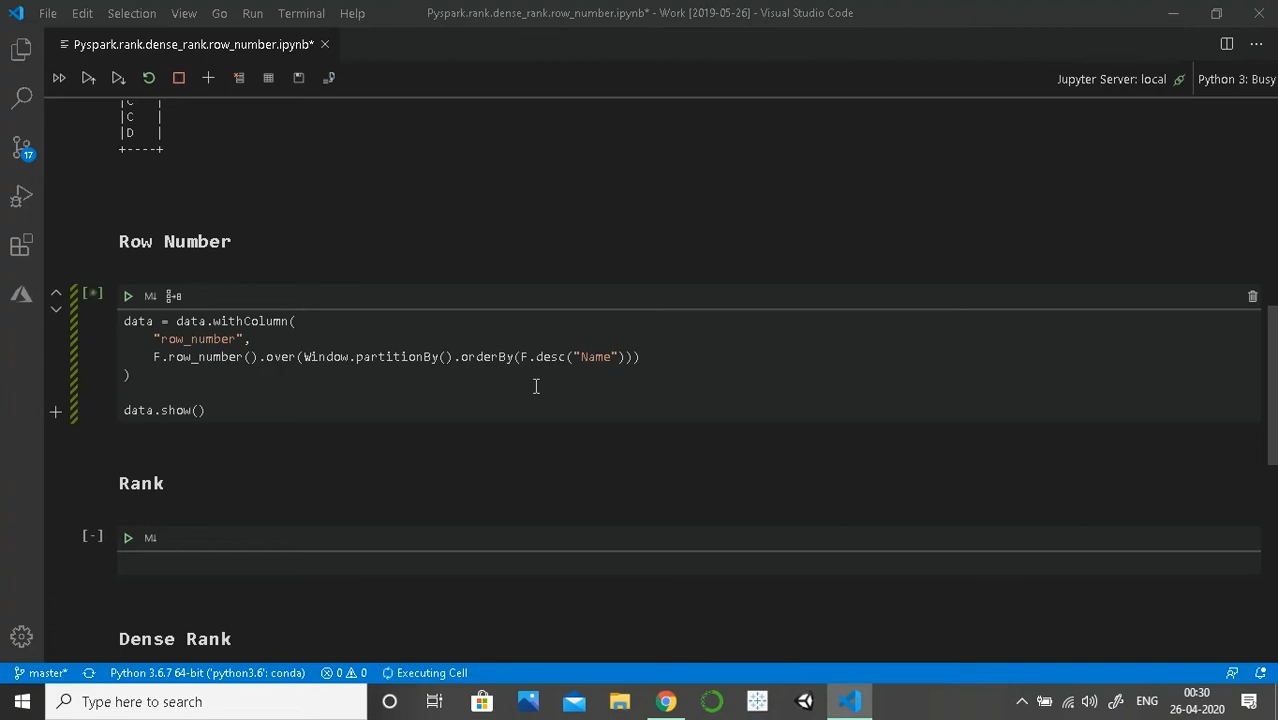 File Edit Selection View Go Run Terminal Help Pyspark.rank.dense_rank.row_number.ipynb* - Work [2019-05-26] - Visual Studio Code
Pyspark.rank.dense_rank.row_number.ipynb*
Jupyter Server: local Python 3: Busy
|C |
|C |
|D |
+----+
Row Number
[*] M↓
data = data.withColumn(
"row_number",
F.row_number().over(Window.partitionBy().orderBy(F.desc("Name")))
)
data.show()
Rank
[-] M↓
Dense Rank
17
master* Python 3.6.7 64-bit ('python3.6': conda) 0 0 Executing Cell
Type here to search
ENG
00:30
26-04-2020